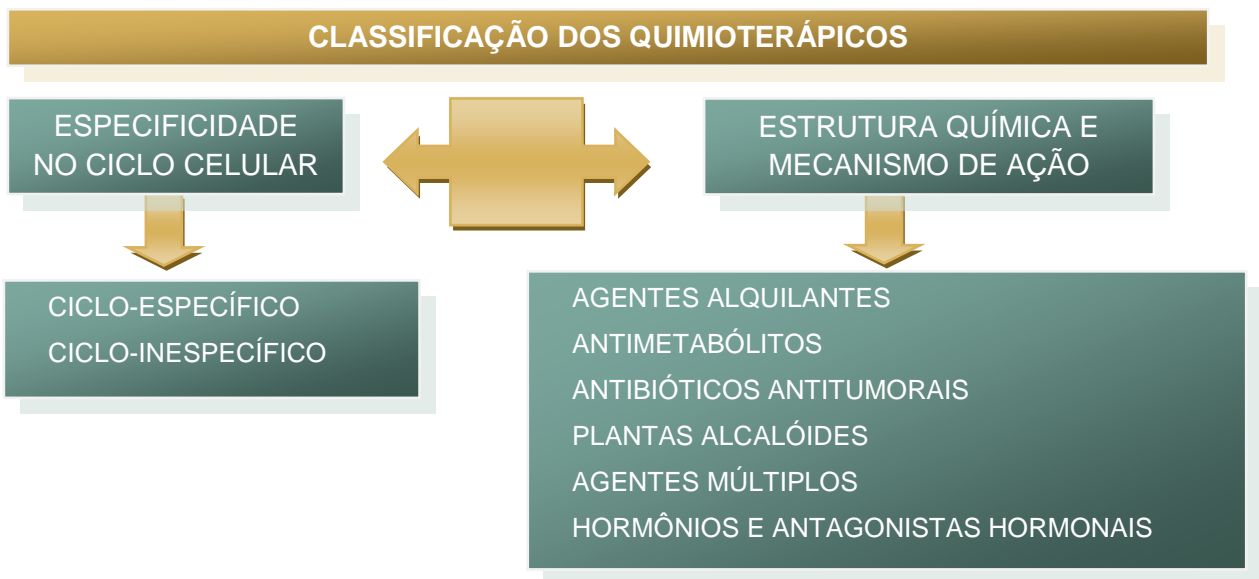 CLASSIFICAÇÃO DOS QUIMIOTERÁPICOS
ESPECIFICIDADE
NO CICLO CELULAR
ESTRUTURA QUÍMICA E
MECANISMO DE AÇÃO
CICLO-ESPECÍFICO
CICLO-INESPECÍFICO
AGENTES ALQUILANTES
ANTIMETABÓLITOS
ANTIBIÓTICOS ANTITUMORAIS
PLANTAS ALCALÓIDES
AGENTES MÚLTIPLOS
HORMÔNIOS E ANTAGONISTAS HORMONAIS